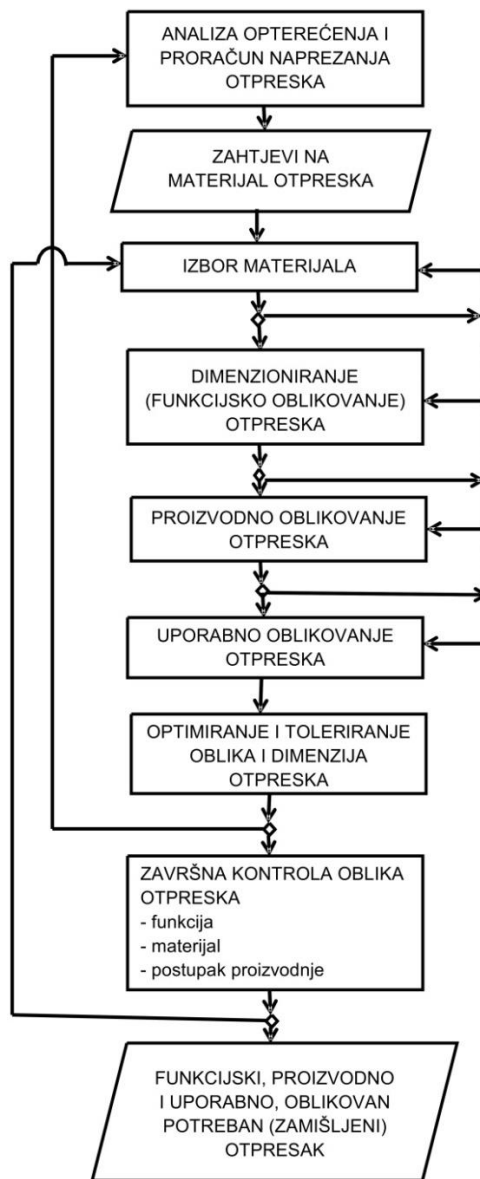 ANALIZA OPTEREĆENJA I
PRORAČUN NAPREZANJA
OTPRESKA
ZAHTJEVI NA
MATERIJAL OTPRESKA
IZBOR MATERIJALA
DIMENZIONIRANJE
(FUNKCIJSKO OBLIKOVANJE)
OTPRESKA
PROIZVODNO OBLIKOVANJE
OTPRESKA
UPORABNO OBLIKOVANJE
OTPRESKA
OPTIMIRANJE I TOLERIRANJE
OBLIKA I DIMENZIJA
OTPRESKA
ZAVRŠNA KONTROLA OBLIKA
OTPRESKA
- funkcija
- materijal
- postupak proizvodnje
FUNKCIJSKI, PROIZVODNO
I UPORABNO, OBLIKOVAN
POTREBAN (ZAMIŠLJENI)
OTPRESAK